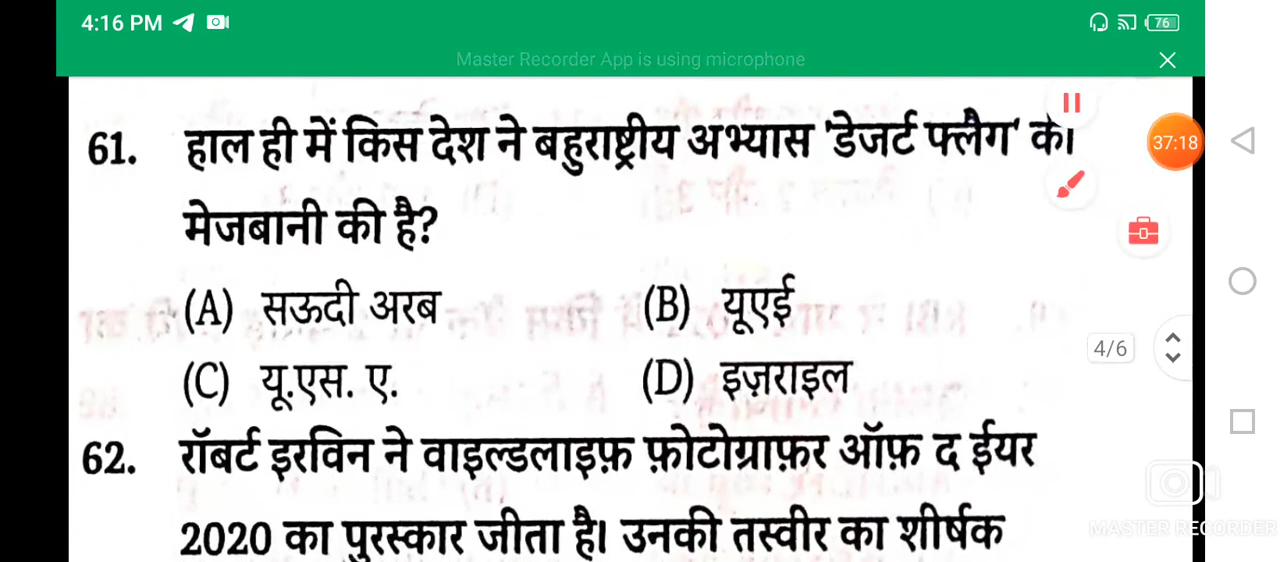 4:16 PM
76
Master Recorder App is using microphone
61. हाल ही में किस देश ने बहुराष्ट्रीय अभ्यास 'डेजर्ट फ्लैग' की
37:18
मेजबानी की है?
(A) सऊदी अरब (B) यूएई
4/6
(C) यू.एस. ए. (D) इज़राइल
62. रॉबर्ट इरविन ने वाइल्डलाइफ़ फ़ोटोग्राफ़र ऑफ़ द ईयर
2020 का पुरस्कार जीता है। उनकी तस्वीर का शीर्षक
MASTER RECORDER